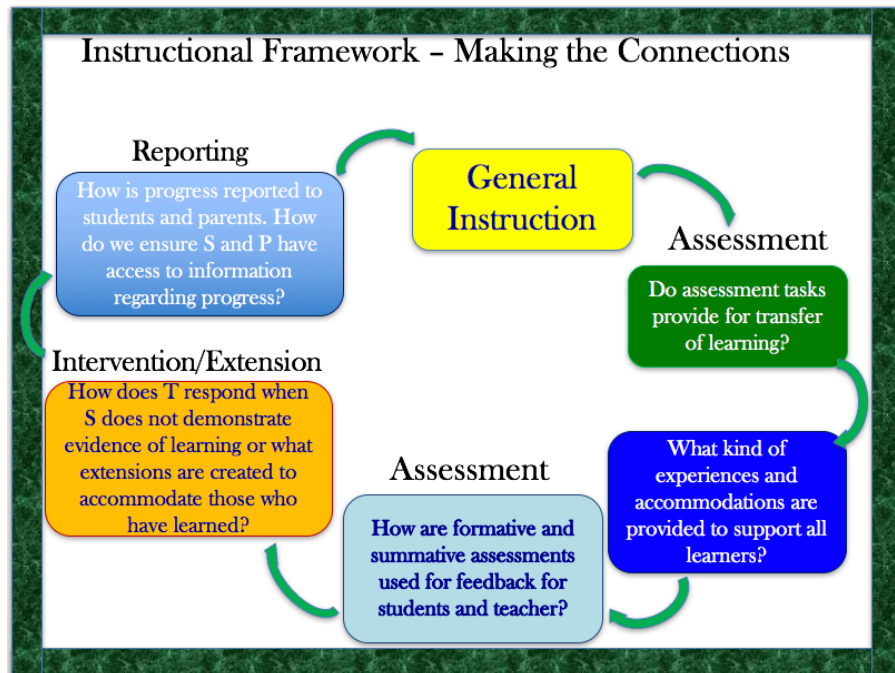 Instructional Framework – Making the Connections
Reporting
How is progress reported to
students and parents. How
do we ensure S and P have
access to information
regarding progress?
General
Instruction
Assessment
Do assessment tasks
provide for transfer
of learning?
What kind of
experiences and
accommodations are
provided to support all
learners?
Assessment
How are formative and
summative assessments
used for feedback for
students and teacher?
Intervention/Extension
How does T respond when
S does not demonstrate
evidence of learning or what
extensions are created to
accommodate those who
have learned?